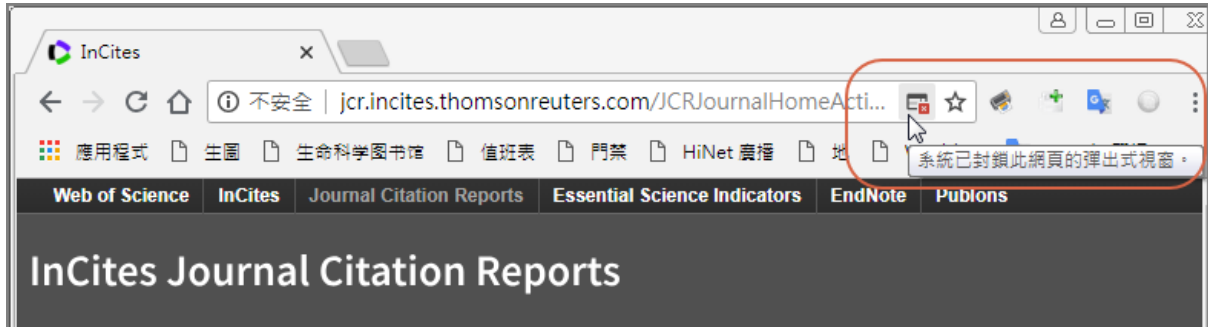 InCites
不安全 | jcr.incites.thomsonreuters.com/JCRJournalHomeActi...
應用程式 生圖 生命科学图书馆 值班表 門禁 HiNet 廣播 地
系統已封鎖此網頁的彈出式視窗。
Web of Science InCites Journal Citation Reports Essential Science Indicators EndNote Publons
InCites Journal Citation Reports